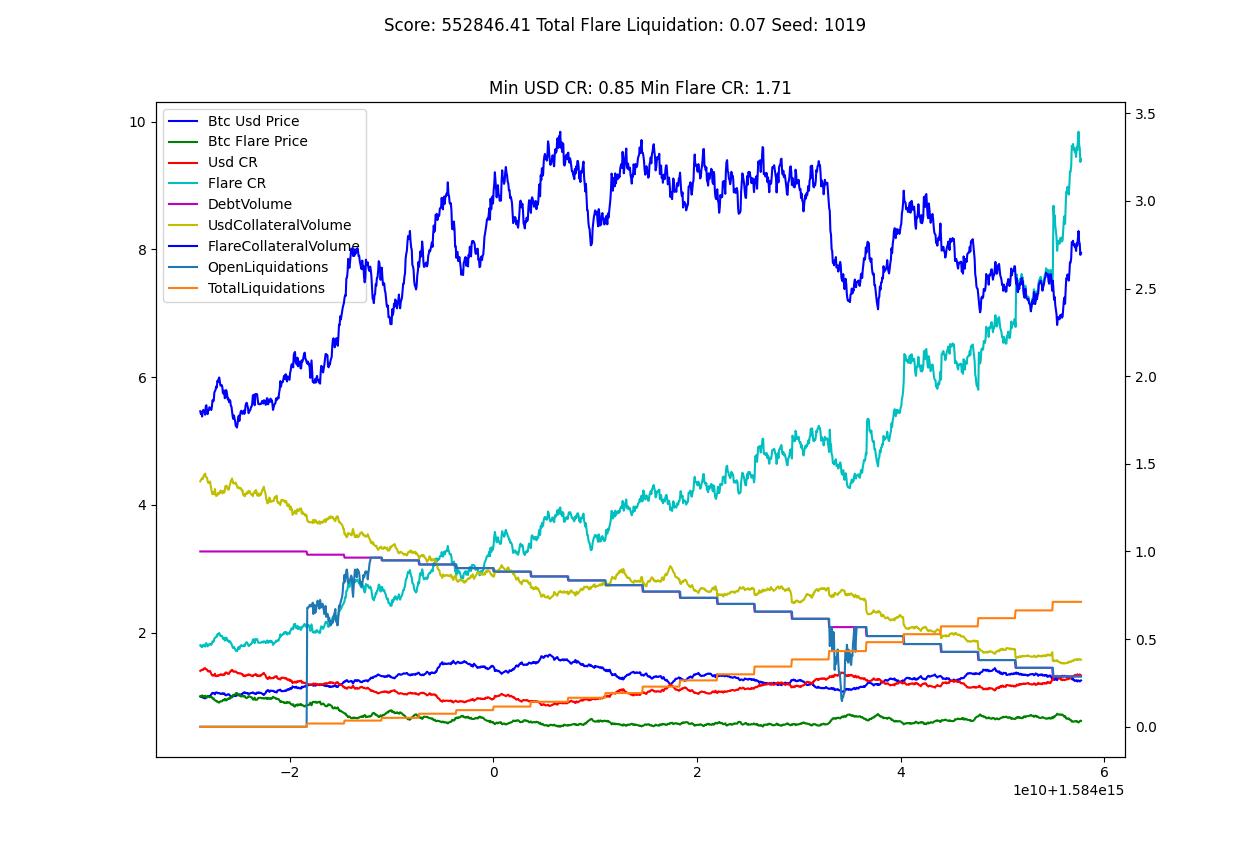 Score: 552846.41 Total Flare Liquidation: 0.07 Seed: 1019
Min USD CR: 0.85 Min Flare CR: 1.71
Btc Usd Price
Btc Flare Price
Usd CR
Flare CR
DebtVolume
UsdCollateralVolume
FlareCollateralVolume
OpenLiquidations
TotalLiquidations
10
8
6
4
2
3.5
3.0
2.5
2.0
1.5
1.0
0.5
0.0
−2
0
2
4
6
1e10+1.584e15